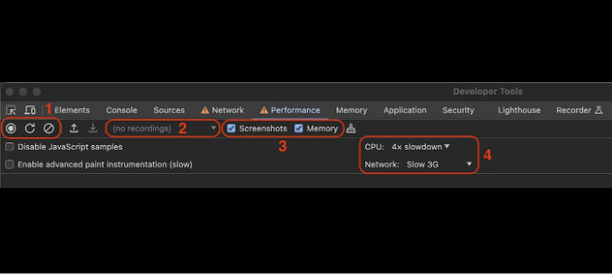 Developer Tools
1 Elements Console Sources Network Performance Memory Application Security Lighthouse Recorder
(no recordings) 2 Screenshots Memory
3
Disable JavaScript samples CPU: 4x slowdown
4
Enable advanced paint instrumentation (slow) Network: Slow 3G